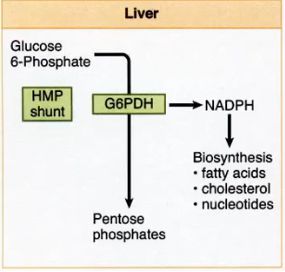 Liver
Glucose
6-Phosphate
HMP
shunt
G6PDH
NADPH
Biosynthesis
• fatty acids
• cholesterol
• nucleotides
Pentose
phosphates